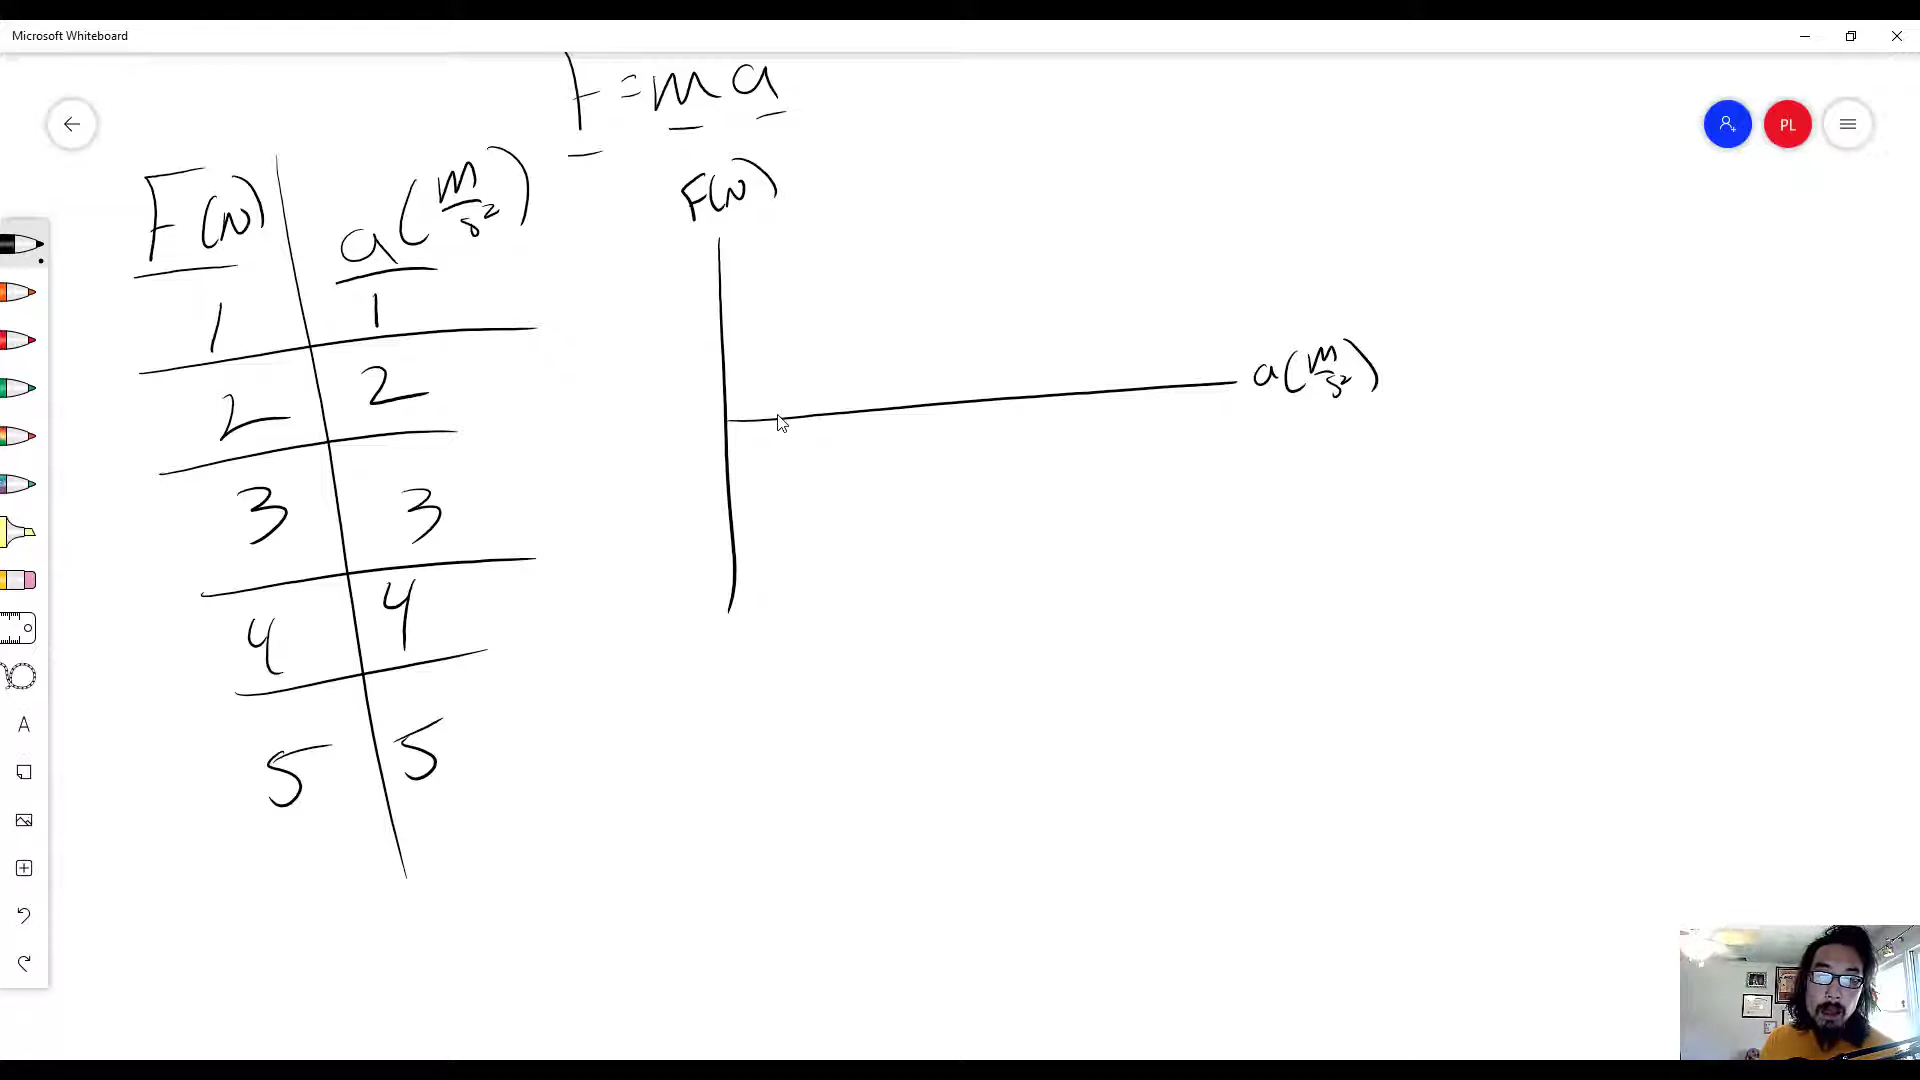 Microsoft Whiteboard
F = ma
PL
F(N) a(m/s²)
1 1
2 2
3 3
4 4
5 5
F(N)
a(m/s²)
A